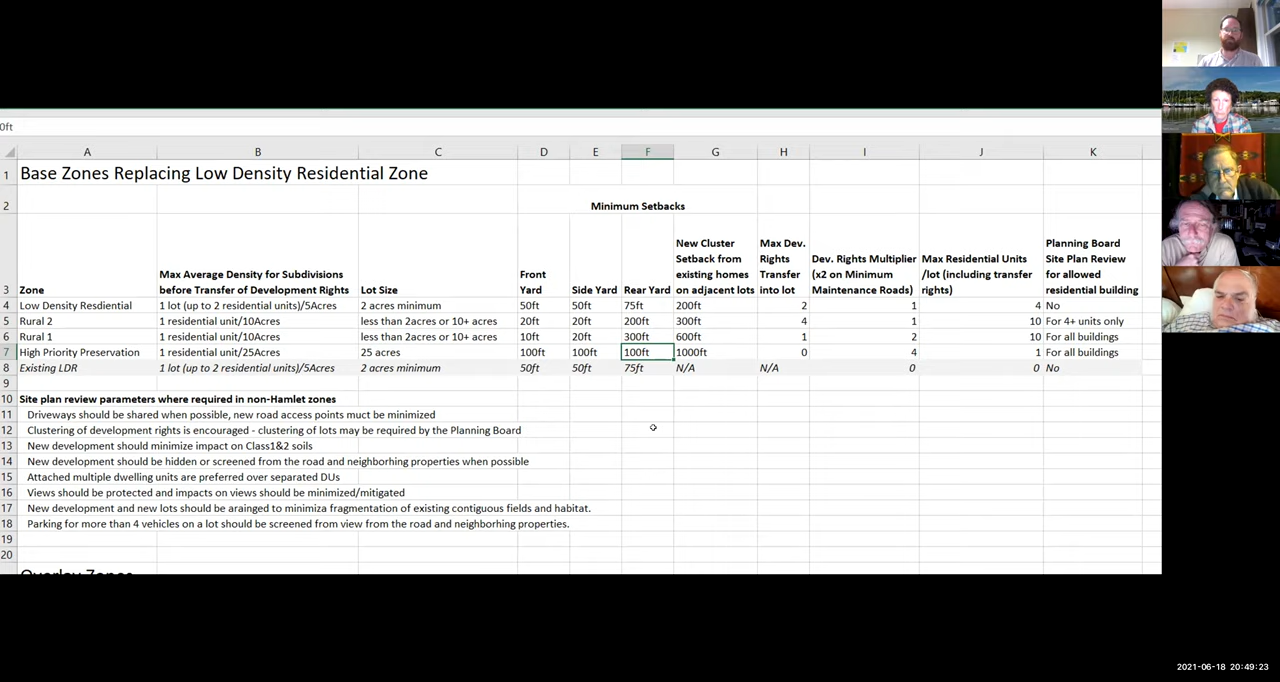 0ft
A B C D E F G H I J K
1 Base Zones Replacing Low Density Residential Zone
2 Minimum Setbacks
3 Zone Max Average Density for Subdivisions before Transfer of Development Rights Lot Size Front Yard Side Yard Rear Yard New Cluster Setback from existing homes on adjacent lots Max Dev. Rights Transfer into lot Dev. Rights Multiplier (x2 on Minimum Maintenance Roads) Max Residential Units /lot (including transfer rights) Planning Board Site Plan Review for allowed residential building
4 Low Density Resdiential 1 lot (up to 2 residential units)/5Acres 2 acres minimum 50ft 50ft 75ft 200ft 2 1 4 No
5 Rural 2 1 residential unit/10Acres less than 2acres or 10+ acres 20ft 20ft 200ft 300ft 4 1 10 For 4+ units only
6 Rural 1 1 residential unit/10Acres less than 2acres or 10+ acres 10ft 20ft 300ft 600ft 1 2 10 For all buildings
7 High Priority Preservation 1 residential unit/25Acres 25 acres 100ft 100ft 100ft 1000ft 0 4 1 For all buildings
8 Existing LDR 1 lot (up to 2 residential units)/5Acres 2 acres minimum 50ft 50ft 75ft N/A N/A 0 0 No
9
10 Site plan review parameters where required in non-Hamlet zones
11 Driveways should be shared when possible, new road access points muct be minimized
12 Clustering of development rights is encouraged - clustering of lots may be required by the Planning Board
13 New development should minimize impact on Class1&2 soils
14 New development should be hidden or screened from the road and neighborhing properties when possible
15 Attached multiple dwelling units are preferred over separated DUs
16 Views should be protected and impacts on views should be minimized/mitigated
17 New development and new lots should be arainged to minimiza fragmentation of existing contiguous fields and habitat.
18 Parking for more than 4 vehicles on a lot should be screened from view from the road and neighborhing properties.
19
20
Overlay Zones
2021-06-18 20:49:23